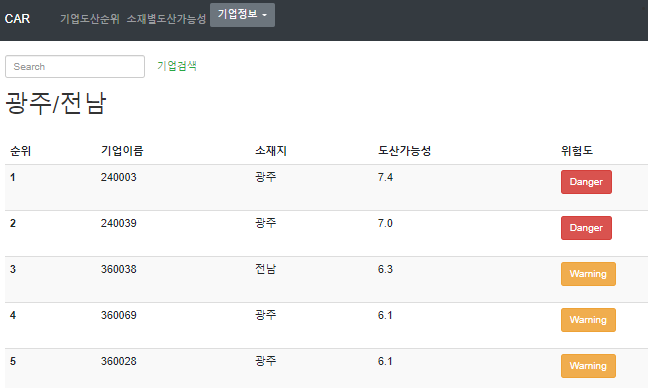 CAR 기업도산순위 소재별도산가능성 기업정보
Search 기업검색
광주/전남
순위 기업이름 소재지 도산가능성 위험도
1 240003 광주 7.4 Danger
2 240039 광주 7.0 Danger
3 360038 전남 6.3 Warning
4 360069 광주 6.1 Warning
5 360028 광주 6.1 Warning